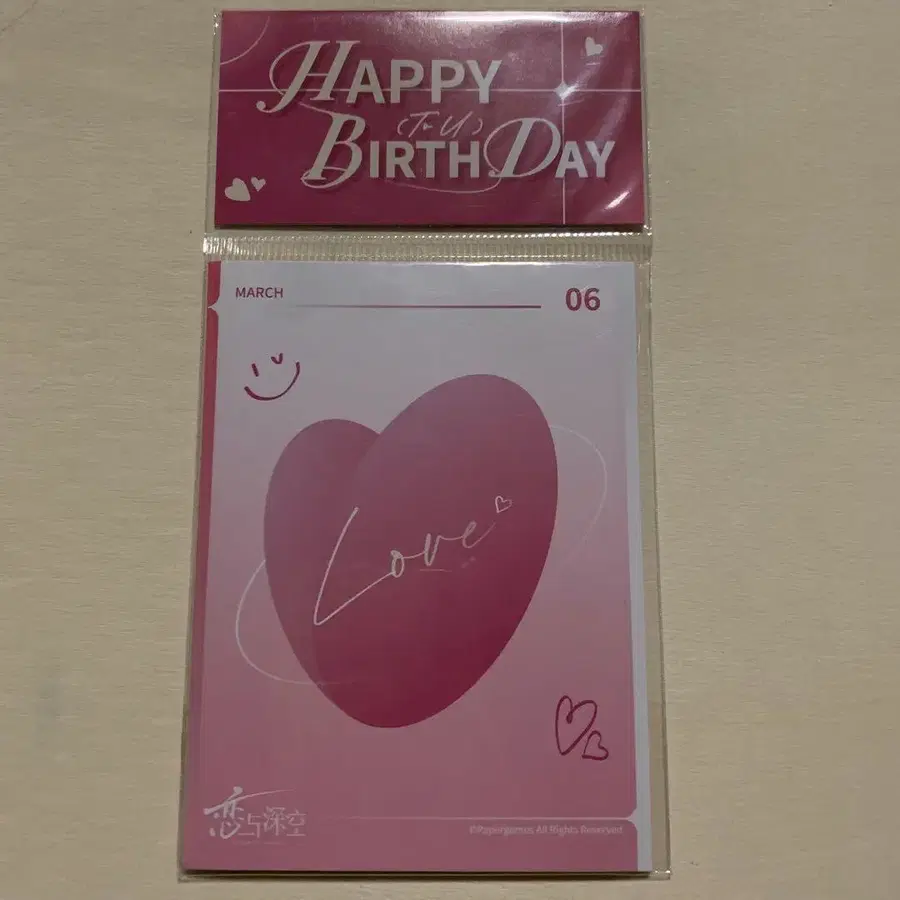 HAPPY
(To U)
BIRTHDAY
MARCH 06
Love
恋与深空
©Papergames All Rights Reserved